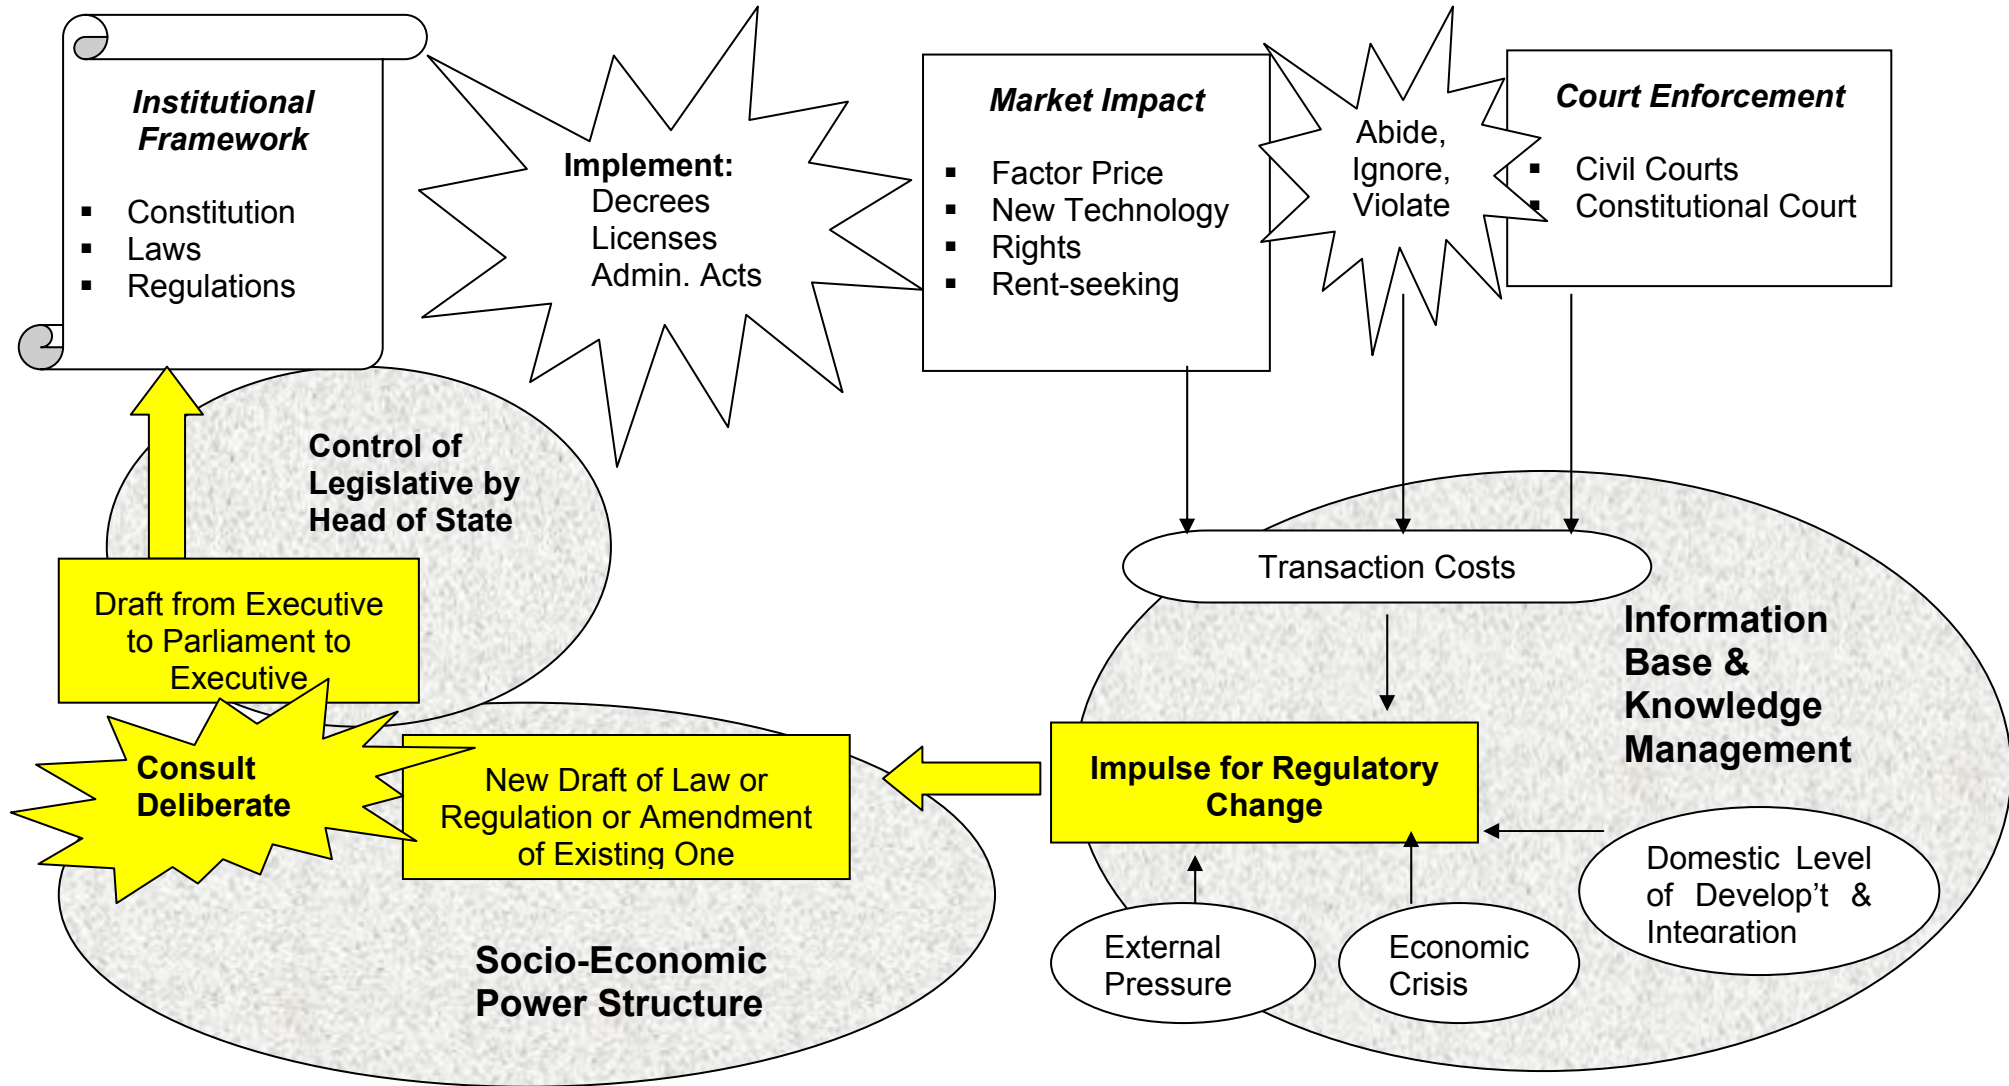 Institutional
Framework
▪ Constitution
▪ Laws
▪ Regulations
Implement:
Decrees
Licenses
Admin. Acts
Market Impact
▪ Factor Price
▪ New Technology
▪ Rights
▪ Rent-seeking
Abide,
Ignore,
Violate
Court Enforcement
▪ Civil Courts
▪ Constitutional Court
Control of
Legislative by
Head of State
Draft from Executive
to Parliament to
Executive
Consult
Deliberate
New Draft of Law or
Regulation or Amendment
of Existing One
Socio-Economic
Power Structure
Transaction Costs
Information
Base &
Knowledge
Management
Impulse for Regulatory
Change
External
Pressure
Economic
Crisis
Domestic Level
of Develop’t &
Integration